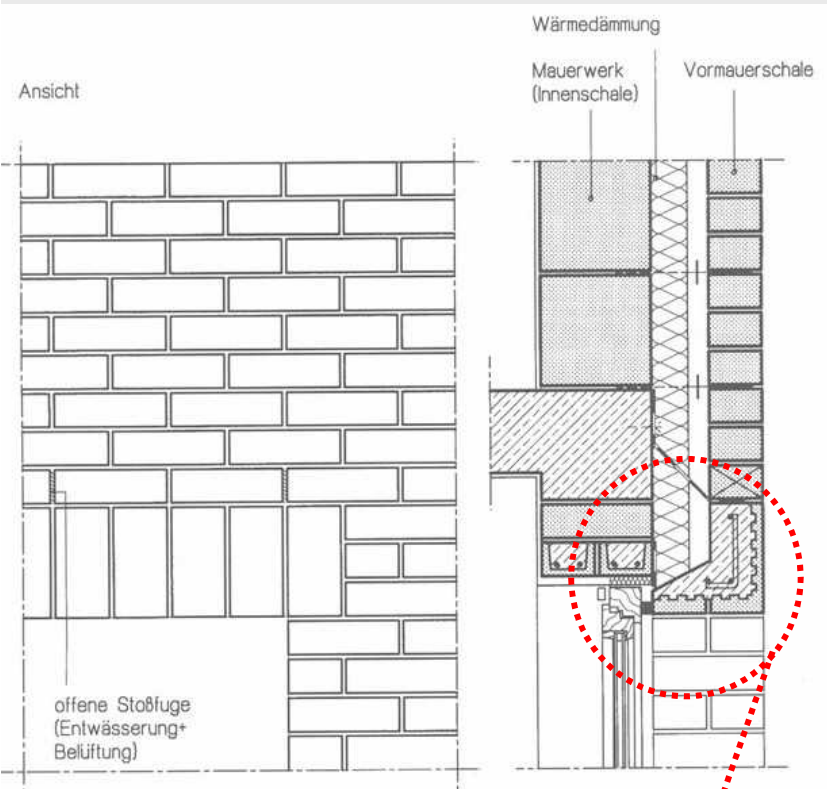 Ansicht
Wärmedämmung
Mauerwerk
(Innenschale)
Vormauerschale
offene Stoßfuge
(Entwässerung+
Belüftung)